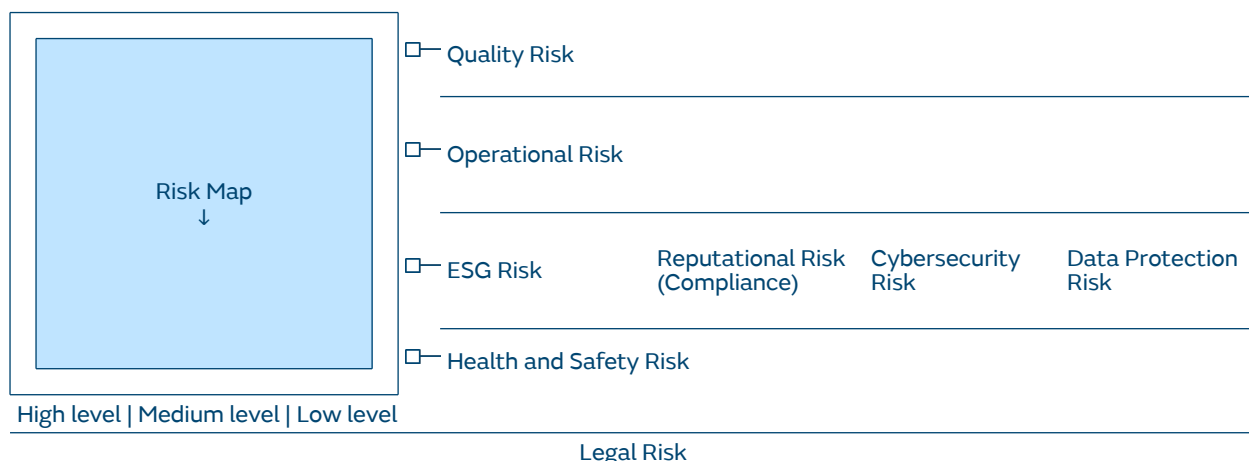 Quality Risk
Operational Risk
Risk Map
↓
ESG Risk
Reputational Risk
(Compliance)
Cybersecurity
Risk
Data Protection
Risk
Health and Safety Risk
High level | Medium level | Low level
Legal Risk